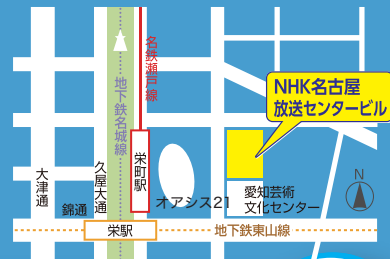 名鉄瀬戸線
地下鉄名城線
NHK名古屋
放送センタービル
栄町駅
大津通
久屋大通
錦通
オアシス21
愛知芸術
文化センター
N
栄駅
地下鉄東山線